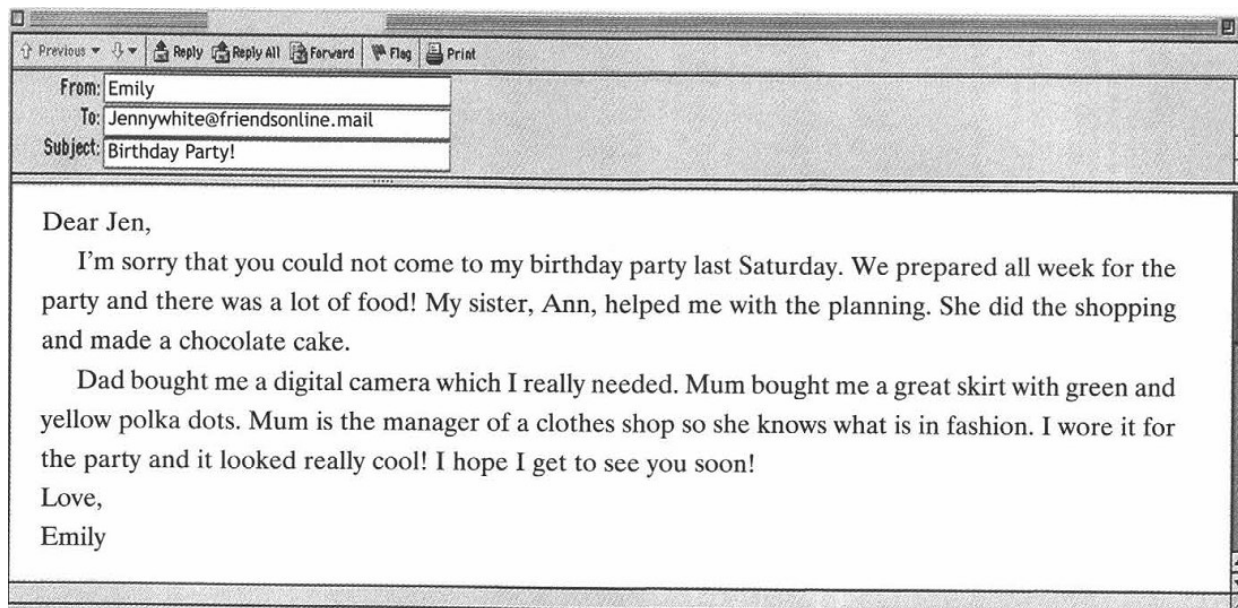 Previous Reply Reply All Forward Flag Print
From: Emily
To: Jennywhite@friendsonline.mail
Subject: Birthday Party!
Dear Jen,
I'm sorry that you could not come to my birthday party last Saturday. We prepared all week for the
party and there was a lot of food! My sister, Ann, helped me with the planning. She did the shopping
and made a chocolate cake.
Dad bought me a digital camera which I really needed. Mum bought me a great skirt with green and
yellow polka dots. Mum is the manager of a clothes shop so she knows what is in fashion. I wore it for
the party and it looked really cool! I hope I get to see you soon!
Love,
Emily